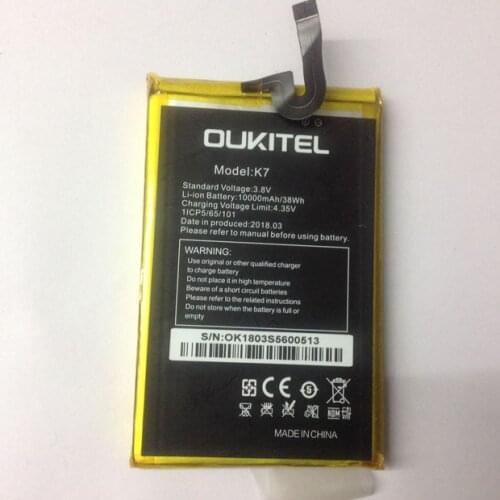 OUKITEL
Model:K7
Standard Voltage:3.8V
Li-ion Battery:10000mAh/38Wh
Charging Voltage Limit:4.35V
1ICP5/65/101
Date in produced:2018.03
Please refer to manual before using
WARNING:
Use original or other qualified charger
to charge battery
Do not place in high temperature
Beware of a short circuit batteries
Please refer to the related instructions
Do not store when the battery is full or
empty
S/N:OK1803S5600513
CE
MADE IN CHINA